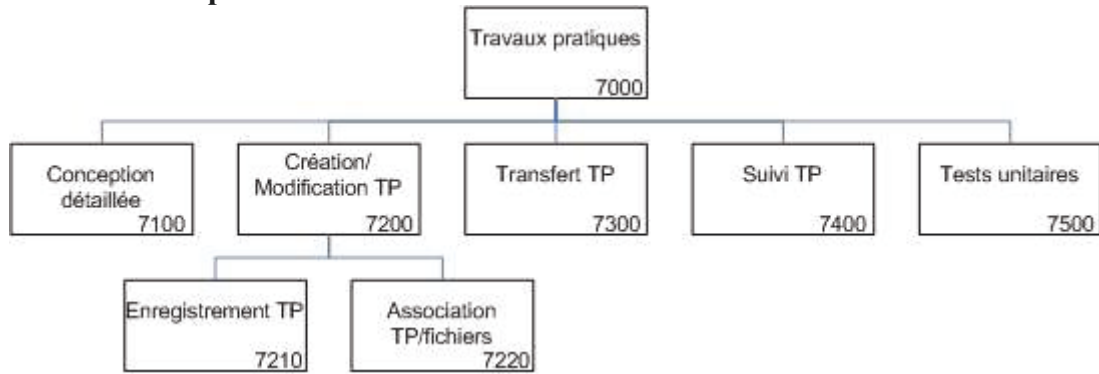 Travaux pratiques
7000
Conception
détaillée
7100
Création/
Modification TP
7200
Transfert TP
7300
Suivi TP
7400
Tests unitaires
7500
Enregistrement TP
7210
Association
TP/fichiers
7220